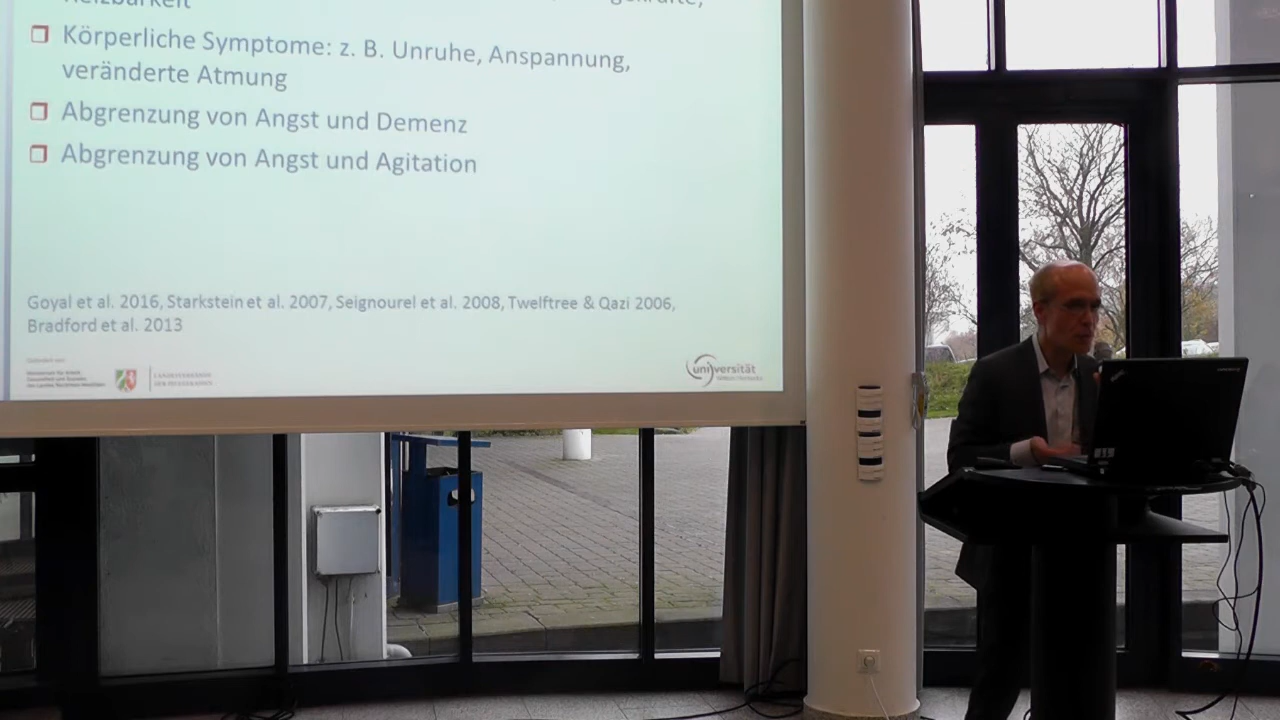 Körperliche Symptome: z. B. Unruhe, Anspannung,
veränderte Atmung
Abgrenzung von Angst und Demenz
Abgrenzung von Angst und Agitation
Goyal et al. 2016, Starkstein et al. 2007, Seignourel et al. 2008, Twelftree & Qazi 2006,
Bradford et al. 2013
universität